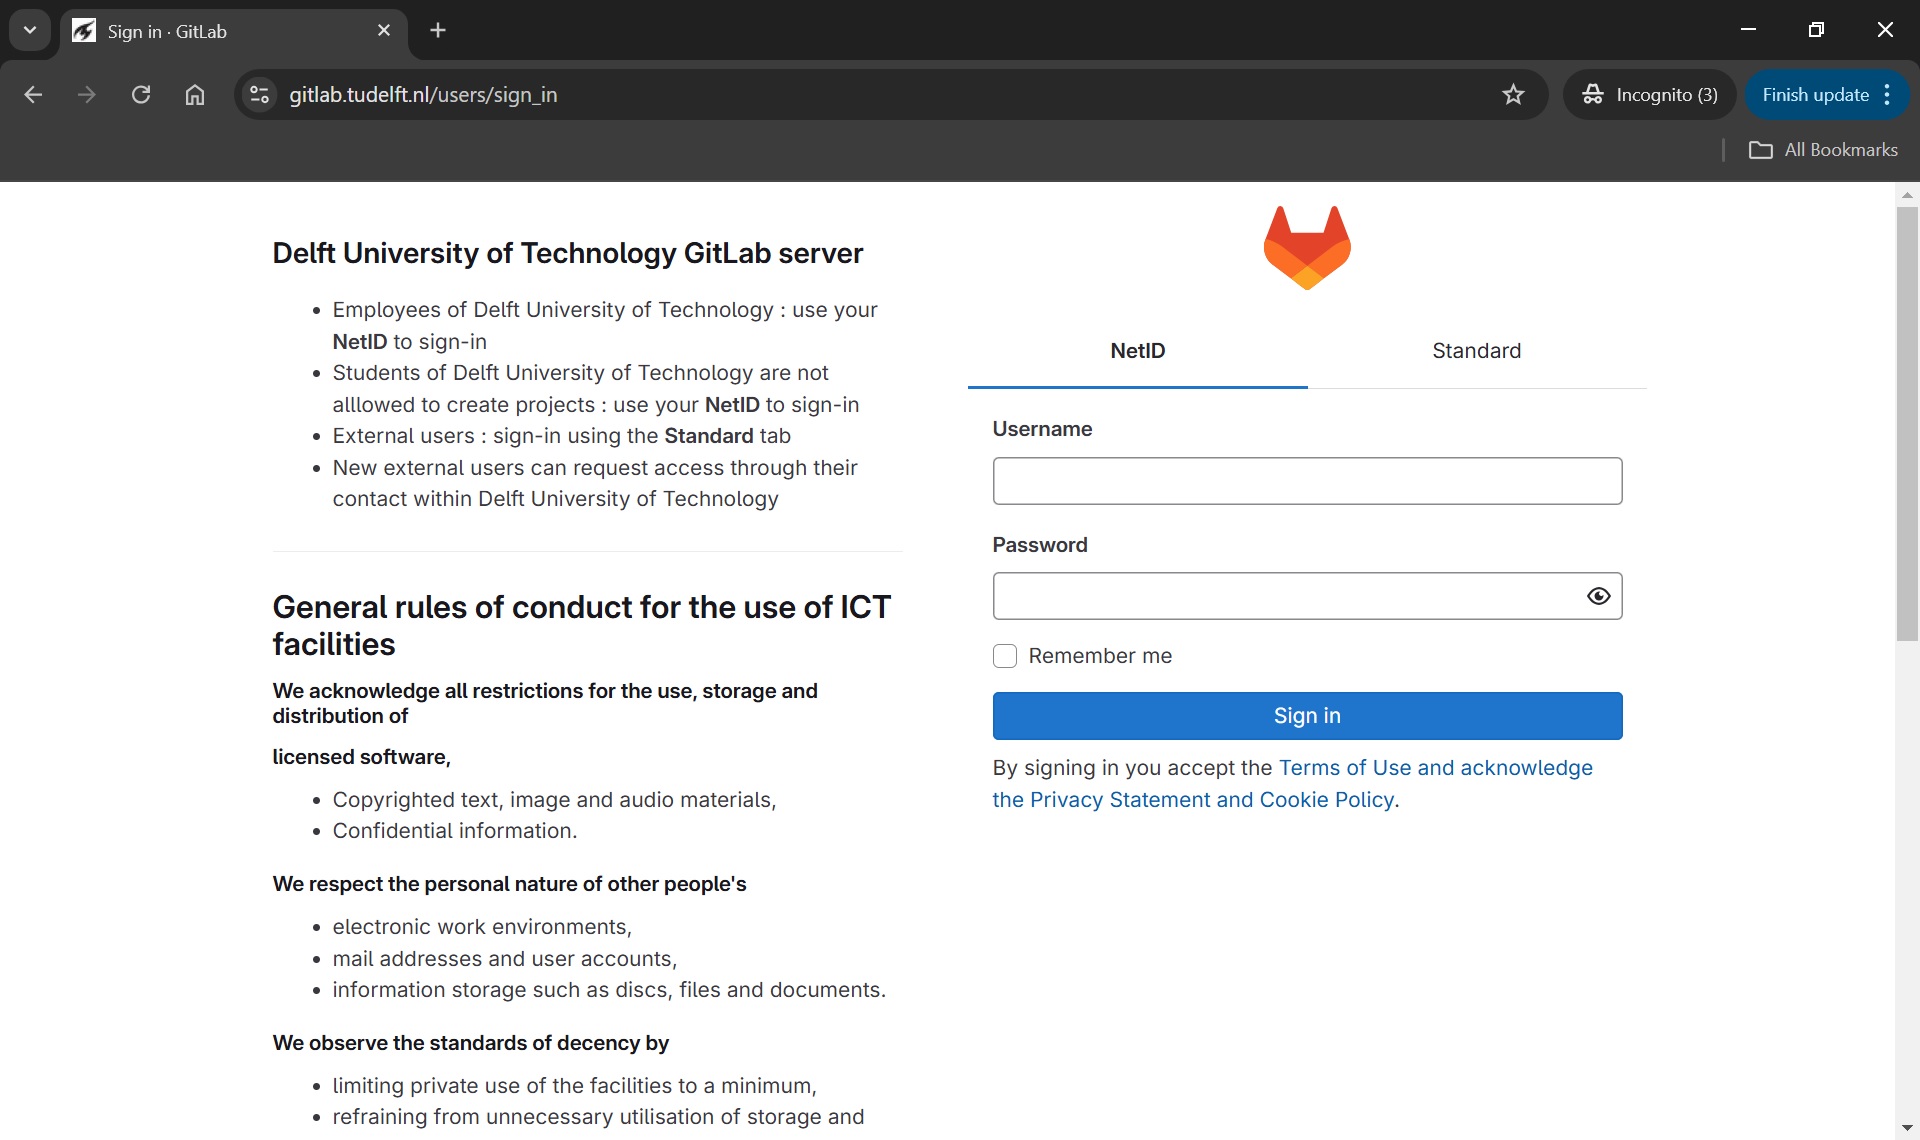 Sign in · GitLab
gitlab.tudelft.nl/users/sign_in
Incognito (3)
Finish update
All Bookmarks
Delft University of Technology GitLab server
• Employees of Delft University of Technology : use your
NetID to sign-in
• Students of Delft University of Technology are not
alllowed to create projects : use your NetID to sign-in
• External users : sign-in using the Standard tab
• New external users can request access through their
contact within Delft University of Technology
General rules of conduct for the use of ICT
facilities
We acknowledge all restrictions for the use, storage and
distribution of
licensed software,
• Copyrighted text, image and audio materials,
• Confidential information.
We respect the personal nature of other people's
• electronic work environments,
• mail addresses and user accounts,
• information storage such as discs, files and documents.
We observe the standards of decency by
• limiting private use of the facilities to a minimum,
• refraining from unnecessary utilisation of storage and
NetID
Standard
Username
Password
Remember me
Sign in
By signing in you accept the Terms of Use and acknowledge
the Privacy Statement and Cookie Policy.